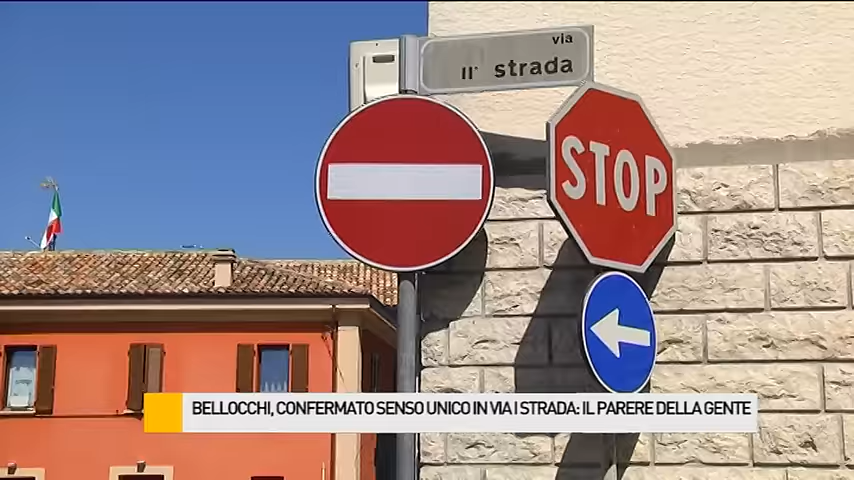 via
II° strada
STOP
BELLOCCHI, CONFERMATO SENSO UNICO IN VIA I STRADA: IL PARERE DELLA GENTE